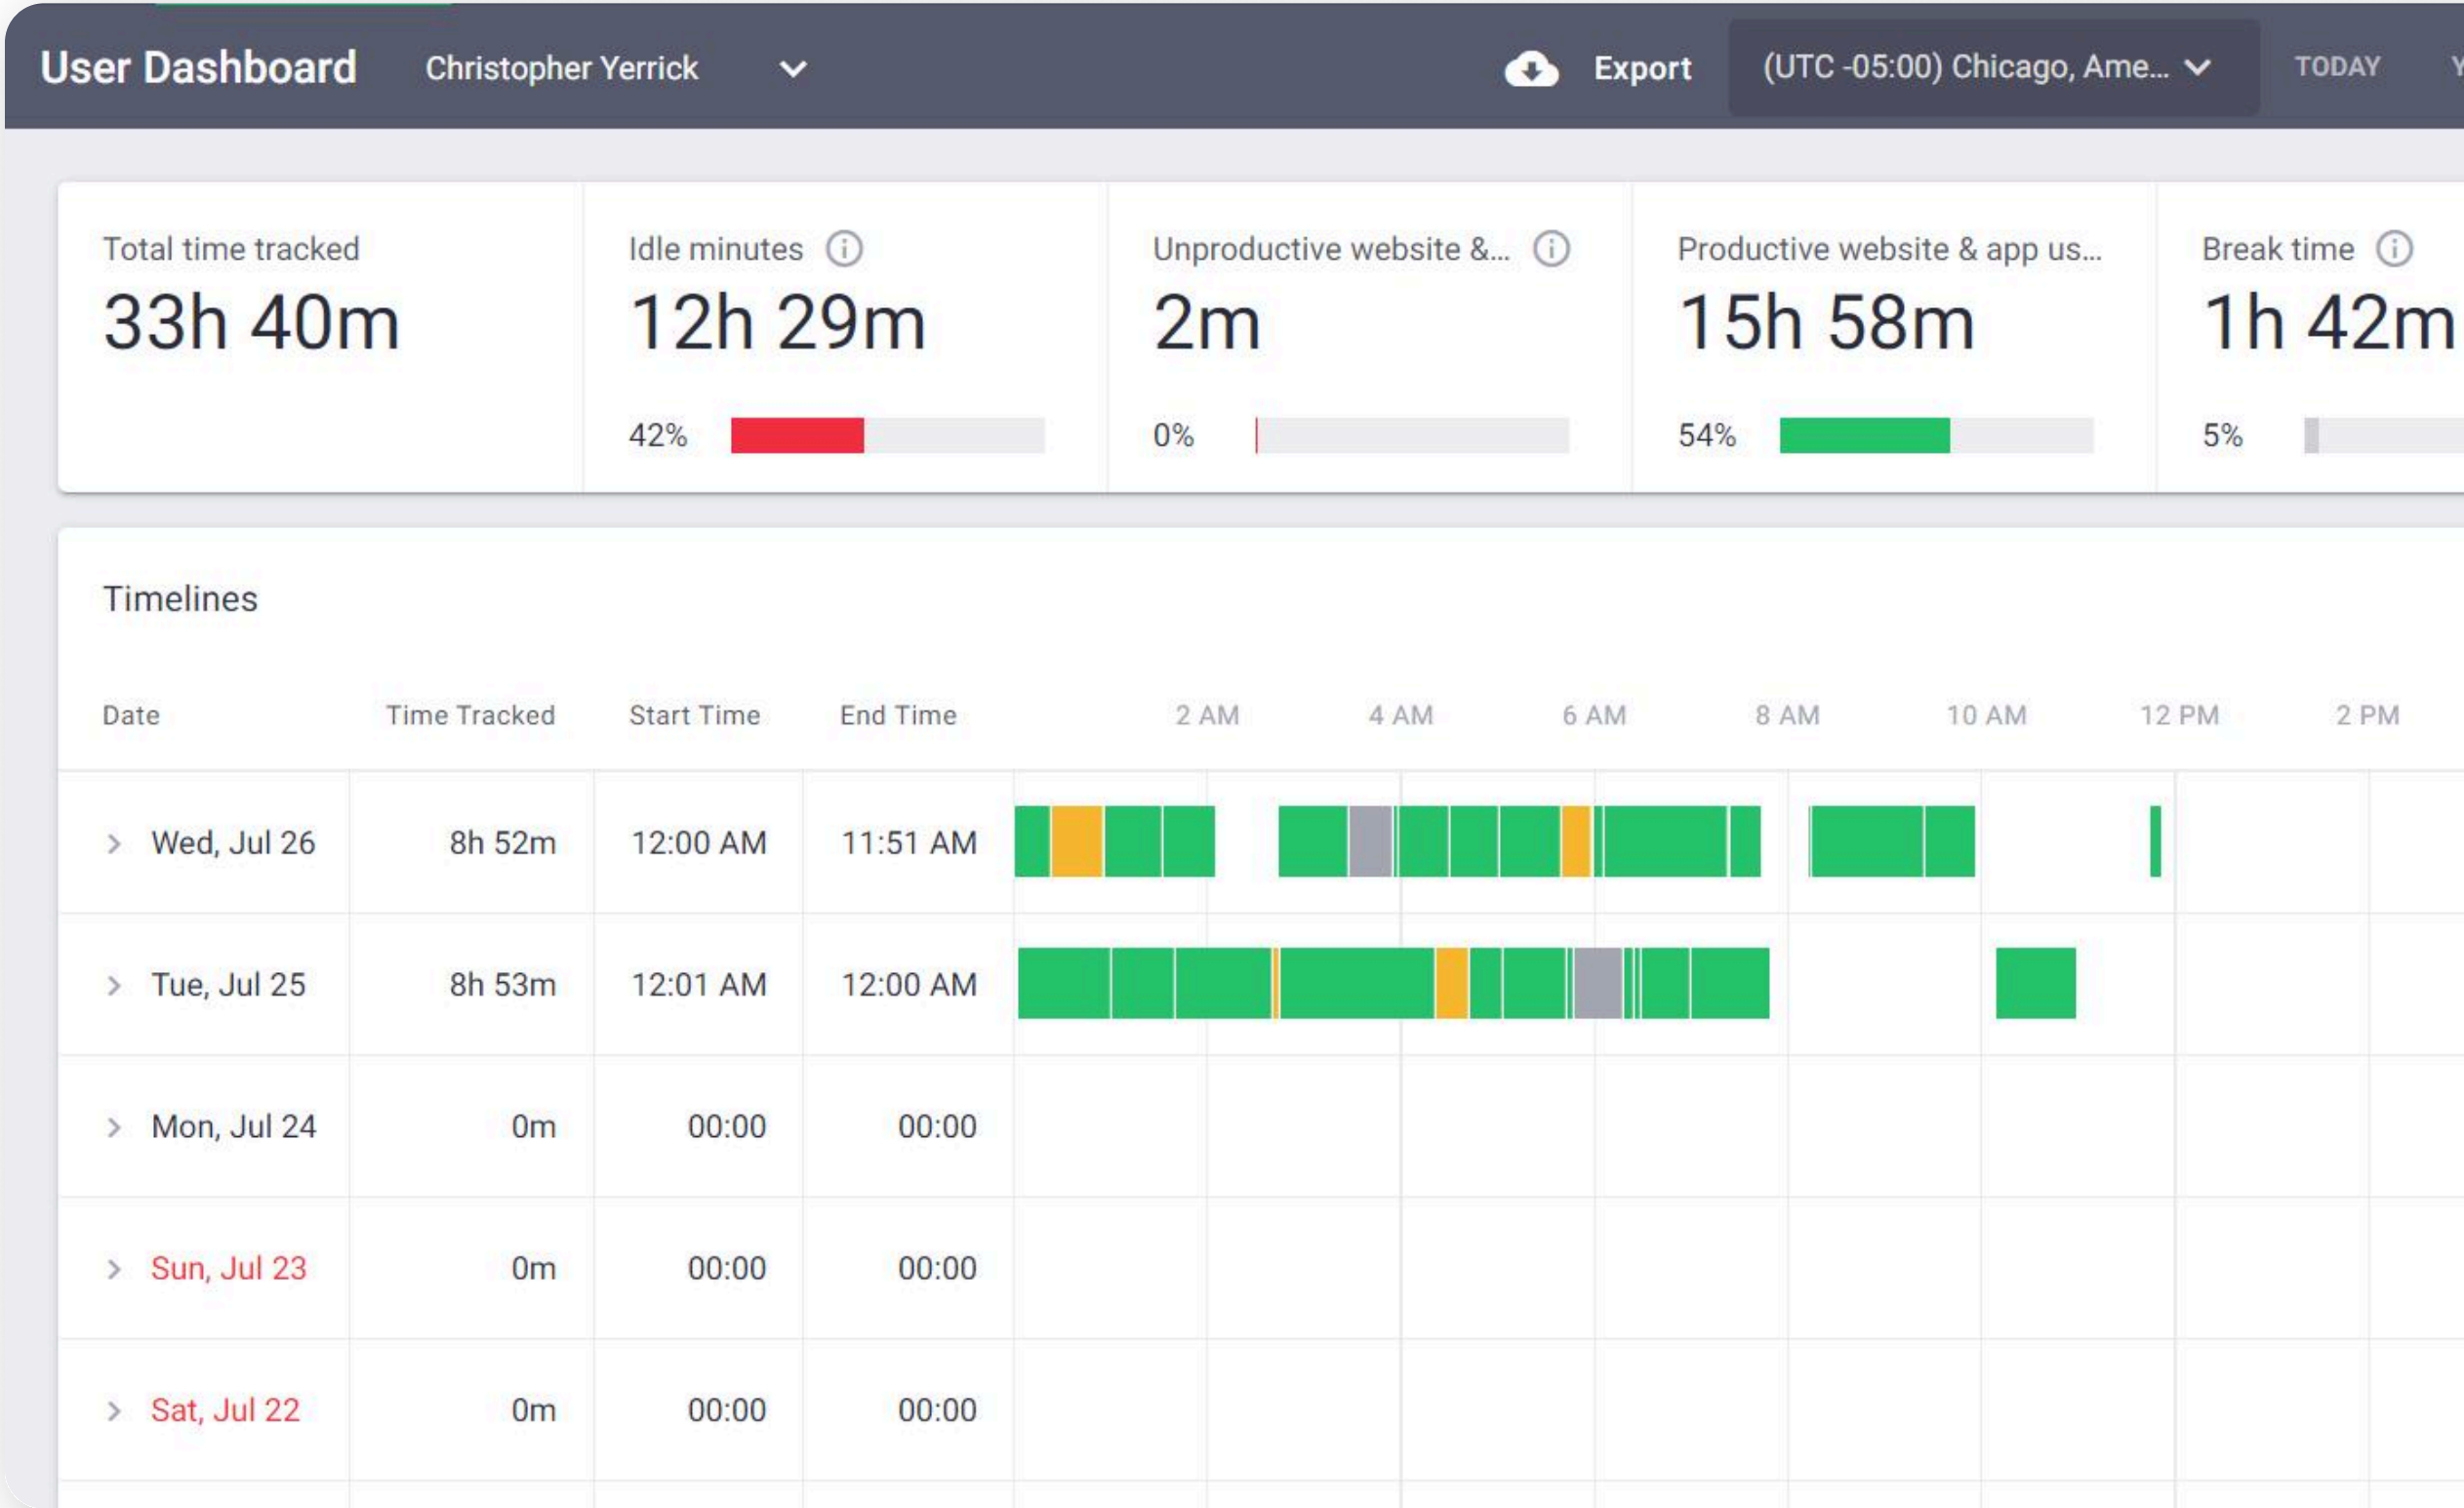 User Dashboard Christopher Yerrick Export (UTC -05:00) Chicago, Ame... TODAY
Total time tracked Idle minutes Unproductive website &... Productive website & app us... Break time
33h 40m 12h 29m 2m 15h 58m 1h 42m
42% 0% 54% 5%
Timelines
Date Time Tracked Start Time End Time 2 AM 4 AM 6 AM 8 AM 10 AM 12 PM 2 PM
Wed, Jul 26 8h 52m 12:00 AM 11:51 AM
Tue, Jul 25 8h 53m 12:01 AM 12:00 AM
Mon, Jul 24 0m 00:00 00:00
Sun, Jul 23 0m 00:00 00:00
Sat, Jul 22 0m 00:00 00:00